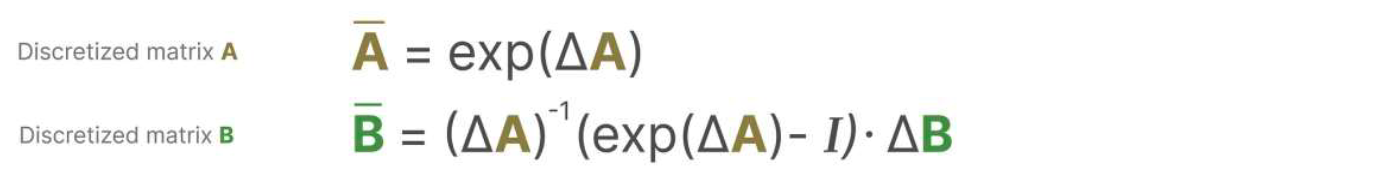 Discretized matrix A A̅ = exp(ΔA)
Discretized matrix B B̅ = (ΔA)⁻¹(exp(ΔA)- I)· ΔB